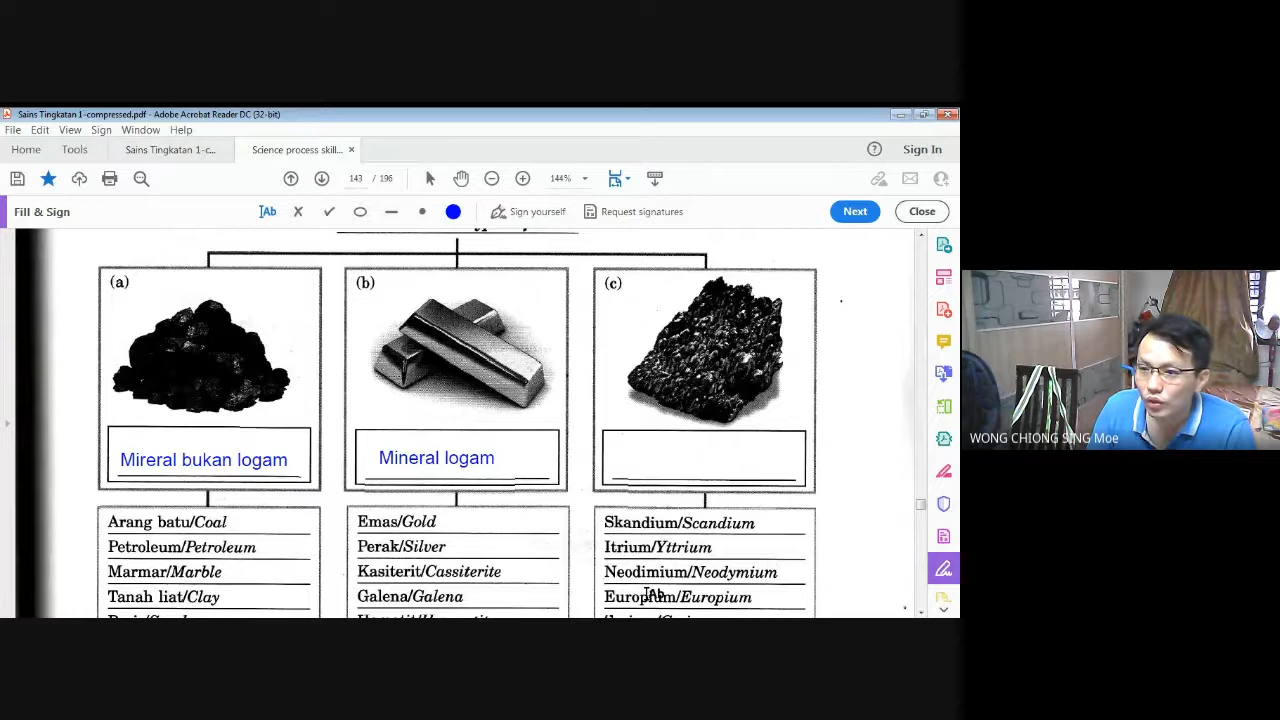 Sains Tingkatan 1-compressed.pdf - Adobe Acrobat Reader DC (32-bit)
File Edit View Sign Window Help
Home Tools Sains Tingkatan 1-c... Science process skill... × Sign In
143 / 196 144%
Fill & Sign Ab Sign yourself Request signatures Next Close
(a) (b) (c)
Mireral bukan logam
Mineral logam
Arang batu/Coal
Petroleum/Petroleum
Marmar/Marble
Tanah liat/Clay
Emas/Gold
Perak/Silver
Kasiterit/Cassiterite
Galena/Galena
Skandium/Scandium
Itrium/Yttrium
Neodimium/Neodymium
Europium/Europium
WONG CHIONG SING Moe